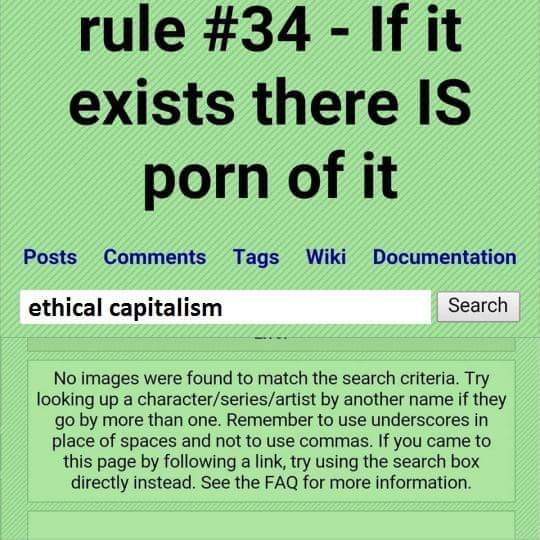 rule #34 - If it
exists there IS
porn of it
Posts Comments Tags Wiki Documentation
ethical capitalism Search
No images were found to match the search criteria. Try
looking up a character/series/artist by another name if they
go by more than one. Remember to use underscores in
place of spaces and not to use commas. If you came to
this page by following a link, try using the search box
directly instead. See the FAQ for more information.